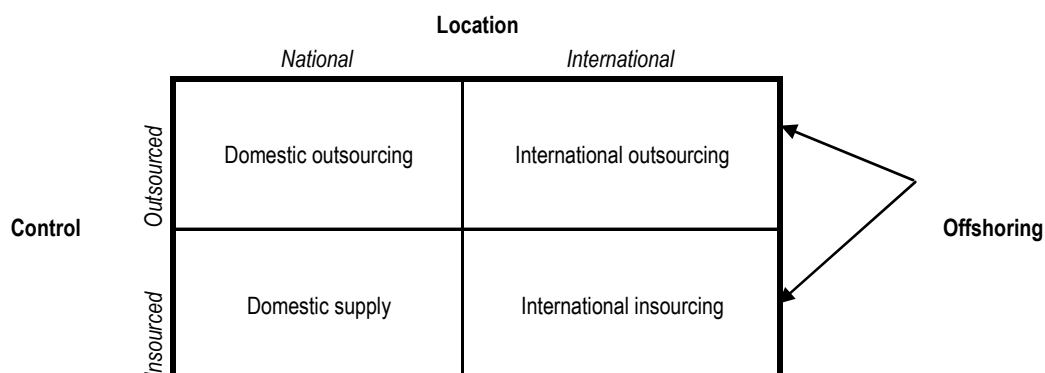 Location
National International
Outsourced
Domestic outsourcing International outsourcing
Control
Offshoring
Insourced
Domestic supply International insourcing